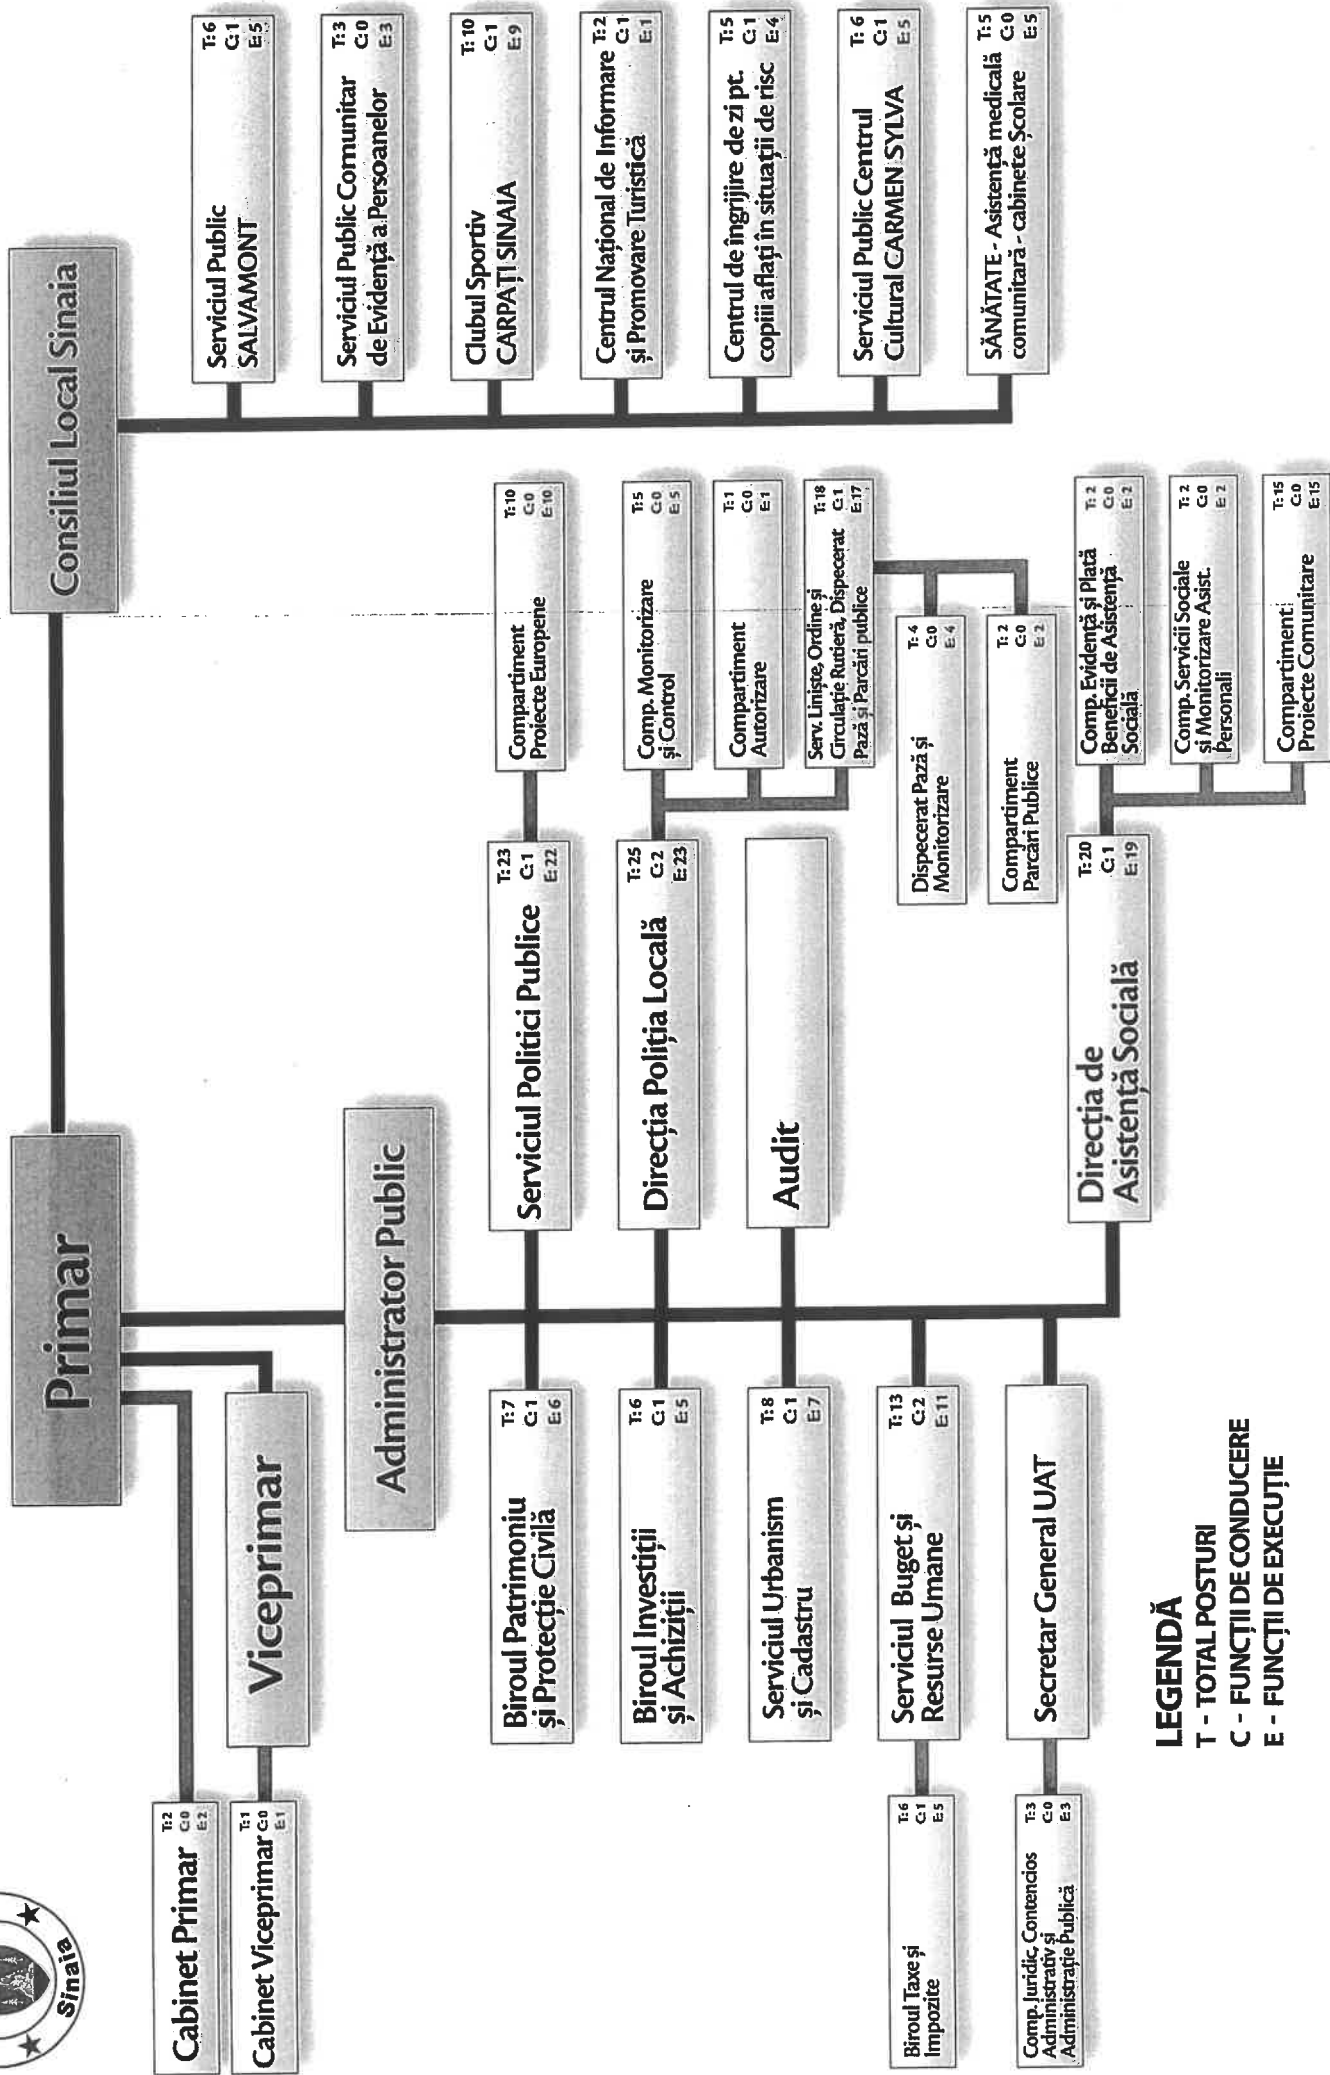 Sinaia
Primar
Consiliul Local Sinaia
Cabinet Primar
T:2
C:0
E:2
Cabinet Viceprimar
T:1
C:0
E:1
Viceprimar
Administrator Public
Biroul Patrimoniu
și Protecție Civilă
T:7
C:1
E:6
Biroul Investiții
și Achiziții
T:6
C:1
E:5
Serviciul Urbanism
și Cadastru
T:8
C:1
E:7
Serviciul Buget și
Resurse Umane
T:13
C:2
E:11
Biroul Taxe și
Impozite
T:6
C:1
E:5
Secretar General UAT
Comp. Juridic, Contencios
Administrativ și
Administrație Publică
T:3
C:0
E:3
Serviciul Politici Publice
T:23
C:1
E:22
Compartiment
Proiecte Europene
T:10
C:0
E:10
Direcția Poliția Locală
T:25
C:2
E:23
Comp. Monitorizare
și Control
T:5
C:0
E:5
Compartiment
Autorizare
T:1
C:0
E:1
Serv. Liniște, Ordine și
Circulație Rutieră, Dispecerat
Pază și Parcări publice
T:18
C:1
E:17
Dispecerat Pază și
Monitorizare
T:4
C:0
E:4
Compartiment
Parcări Publice
T:2
C:0
E:2
Audit
Direcția de
Asistență Socială
T:20
C:1
E:19
Comp. Evidență și Plată
Beneficii de Asistență
Socială
T:2
C:0
E:2
Comp. Servicii Sociale
si Monitorizare Asist.
Personali
T:2
C:0
E:2
Compartiment
Proiecte Comunitare
T:15
C:0
E:15
Serviciul Public
SALVAMONT
T:6
C:1
E:5
Serviciul Public Comunitar
de Evidență a Persoanelor
T:3
C:0
E:3
Clubul Sportiv
CARPAȚI SINAIA
T:10
C:1
E:9
Centrul Național de Informare
și Promovare Turistică
T:2
C:1
E:1
Centrul de îngrijire de zi pt.
copiii aflați în situații de risc
T:5
C:1
E:4
Serviciul Public Centrul
Cultural CARMEN SYLVA
T:6
C:1
E:5
SĂNĂTATE - Asistență medicală
comunitară - cabinete Școlare
T:5
C:0
E:5
LEGENDĂ
T - TOTAL POSTURI
C - FUNCȚII DE CONDUCERE
E - FUNCȚII DE EXECUȚIE